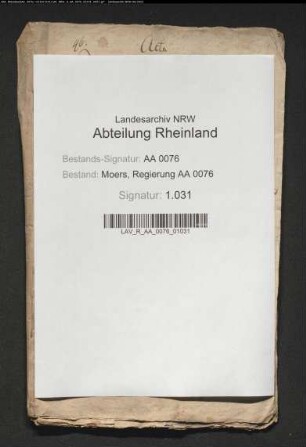 Acta
Landesarchiv NRW
Abteilung Rheinland
Bestands-Signatur: AA 0076
Bestand: Moers, Regierung AA 0076
Signatur: 1.031
LAV_R_AA_0076_01031